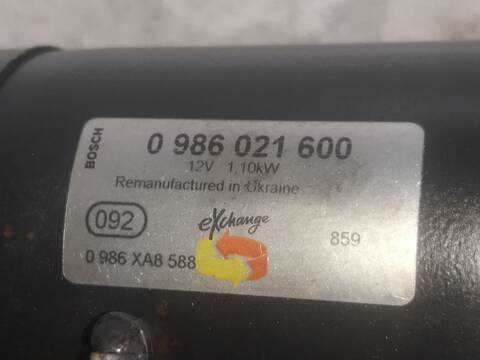 BOSCH
0 986 021 600
12V 1,10kW
Remanufactured in Ukraine
092
eXchange
859
0 986 XA8 588